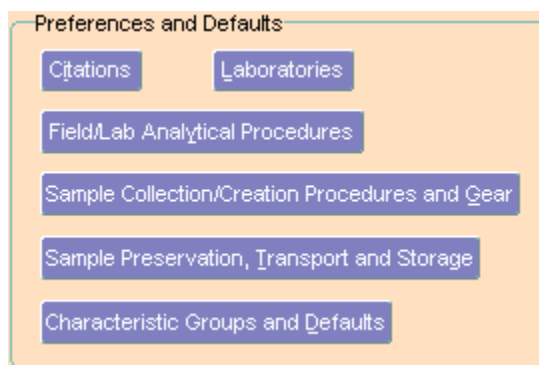 Preferences and Defaults
Citations Laboratories
Field/Lab Analytical Procedures
Sample Collection/Creation Procedures and Gear
Sample Preservation, Transport and Storage
Characteristic Groups and Defaults